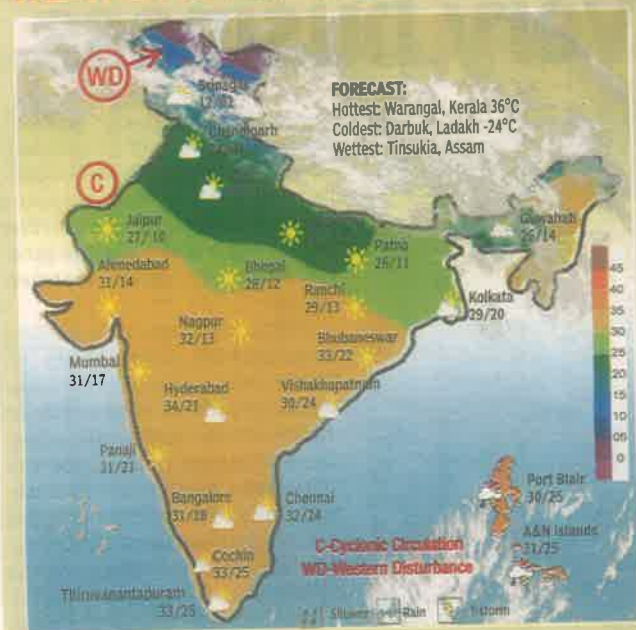 WD
FORECAST:
Hottest: Warangal, Kerala 36°C
Coldest: Darbuk, Ladakh -24°C
Wettest: Tinsukia, Assam
Srinagar
Chandigarh
C
Jaipur
27/10
Guwahati
26/14
Patna
26/11
Ahmedabad
31/14
Bhopal
28/12
Ranchi
29/13
Kolkata
29/20
Nagpur
32/13
Bhubaneswar
33/22
Mumbai
31/17
Hyderabad
34/21
Vishakhapatnam
30/24
Panaji
31/21
Bangalore
31/18
Chennai
32/24
Port Blair
30/25
A&N Islands
31/25
Cochin
33/25
Thiruvanantapuram
33/25
C-Cyclonic Circulation
WD-Western Disturbance
Rain
45
40
35
30
25
20
15
10
05
0